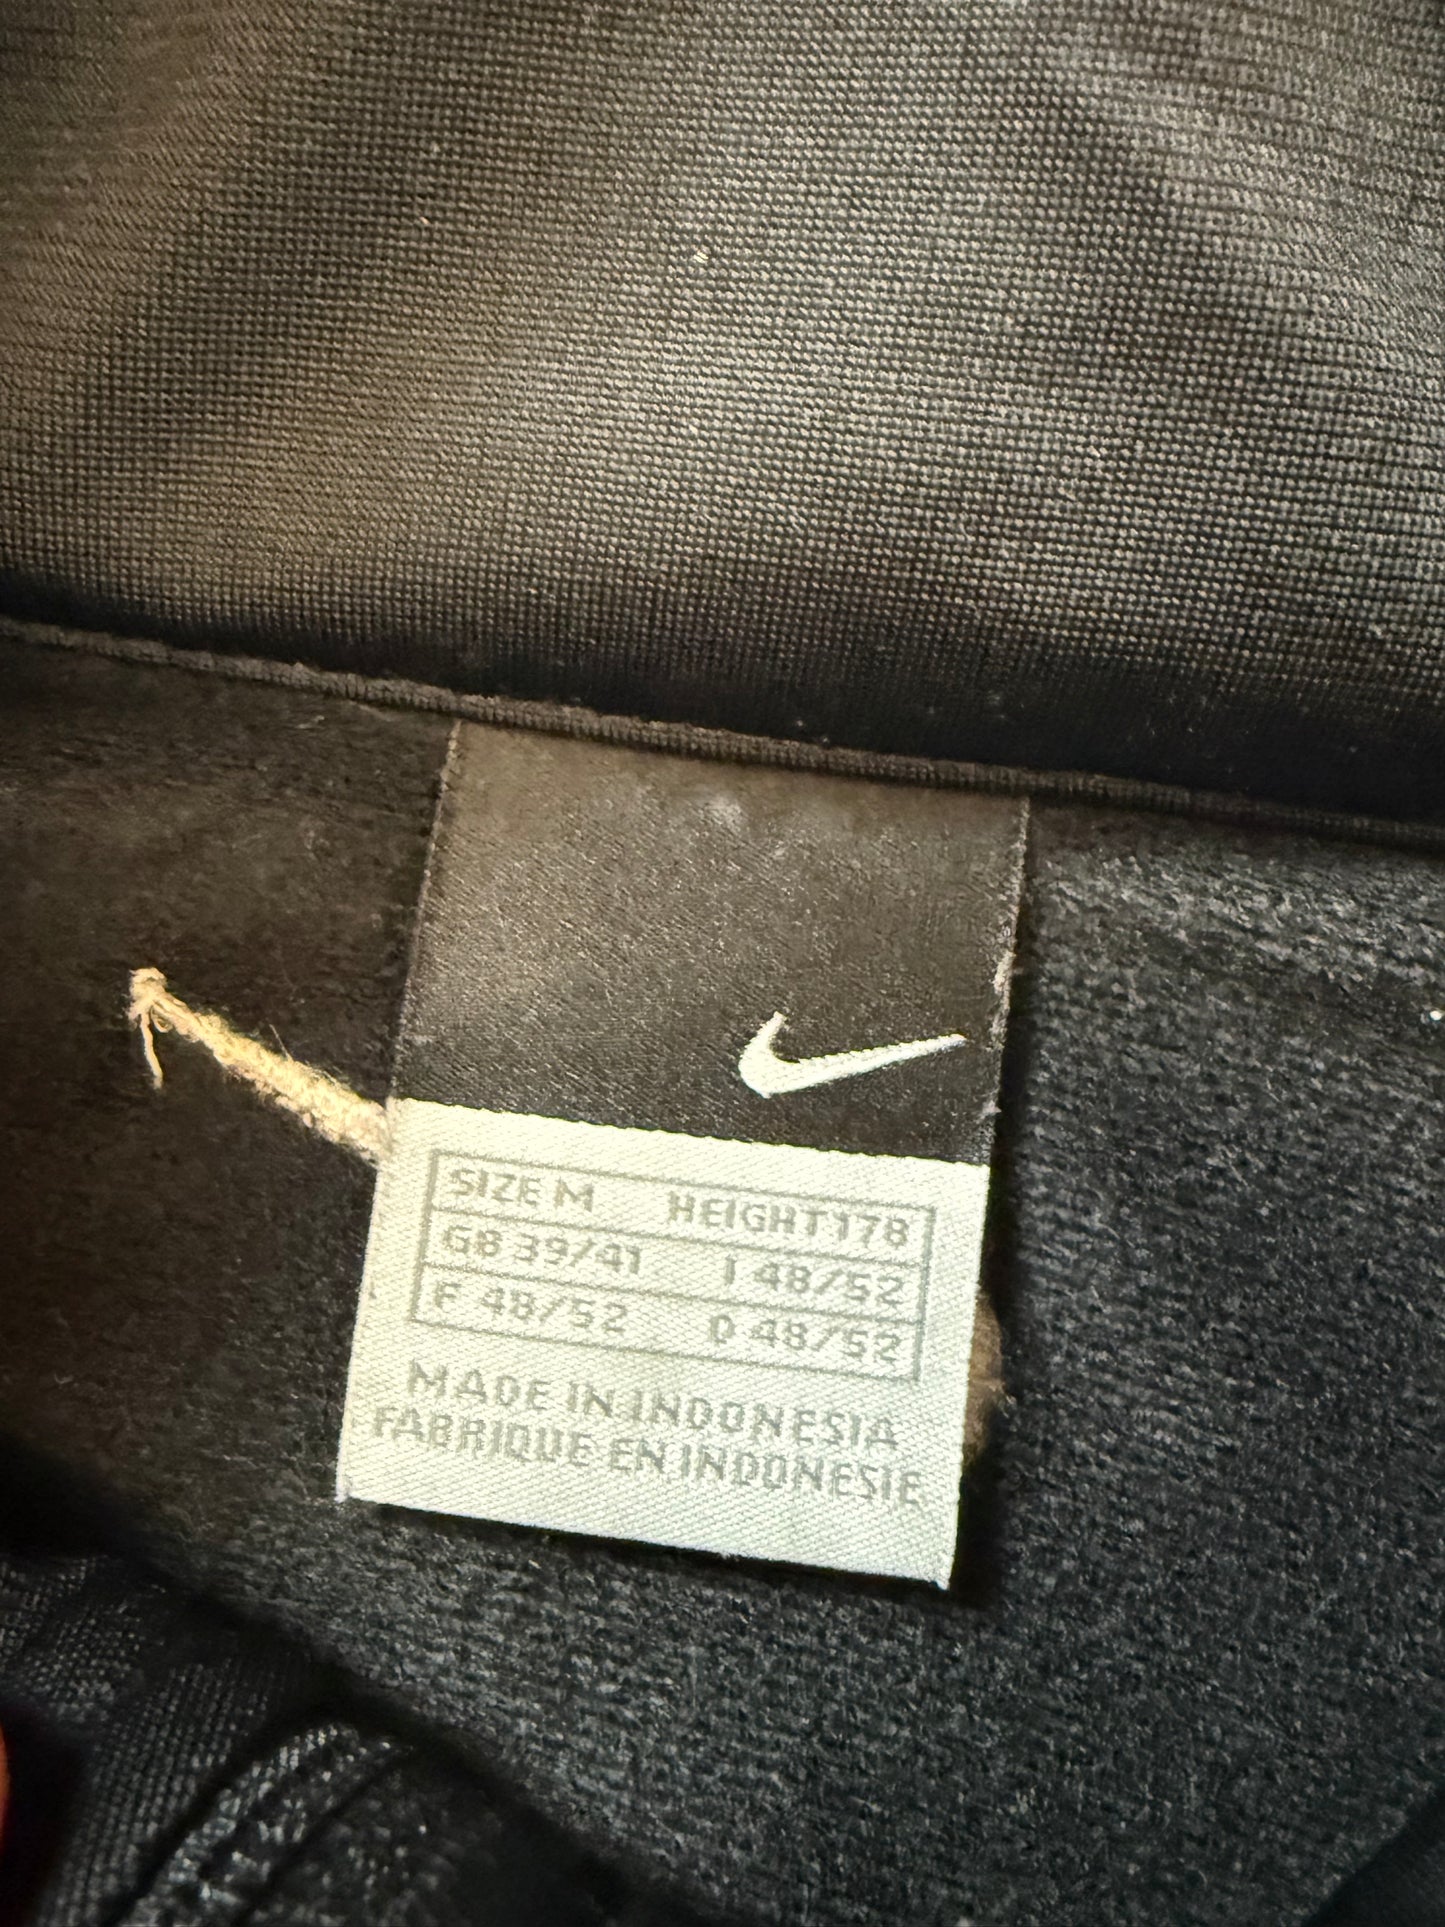 SIZE M HEIGHT 178
GB 39/41 I 48/52
F 48/52 D 48/52
MADE IN INDONESIA
FABRIQUE EN INDONESIE